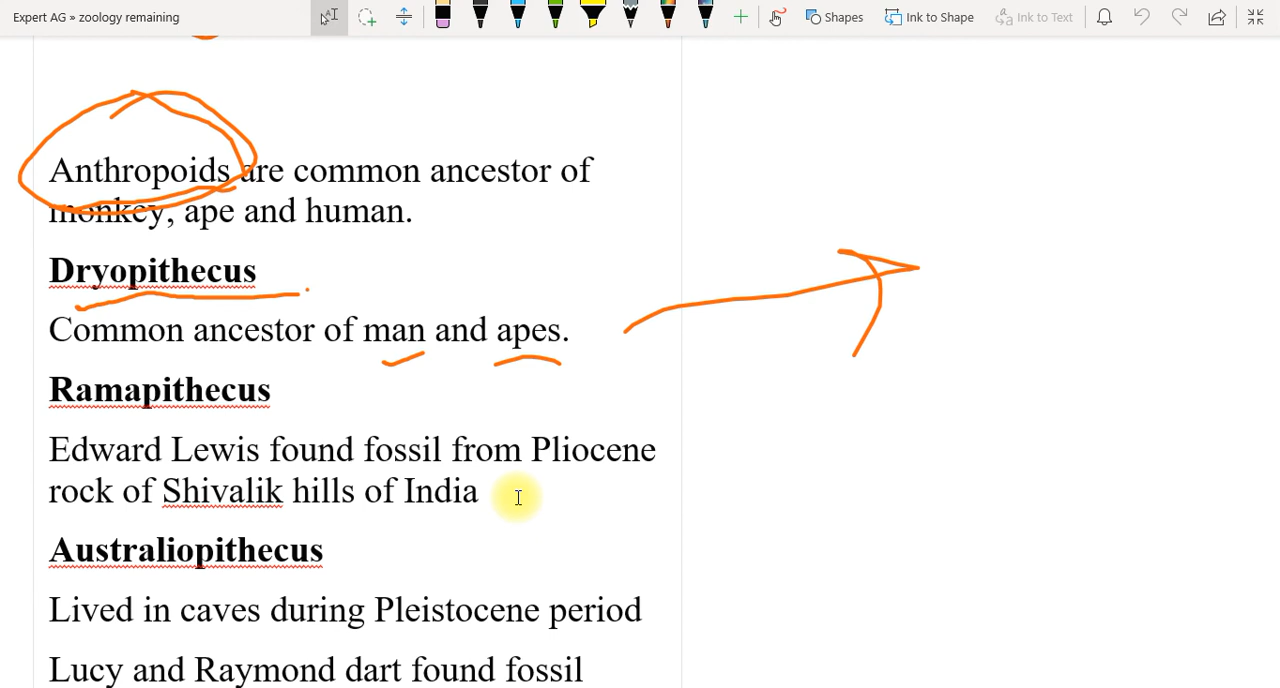 Expert AG » zoology remaining
Shapes
Ink to Shape
Ink to Text
Anthropoids are common ancestor of
monkey, ape and human.
Dryopithecus
Common ancestor of man and apes.
Ramapithecus
Edward Lewis found fossil from Pliocene
rock of Shivalik hills of India
Australiopithecus
Lived in caves during Pleistocene period
Lucy and Raymond dart found fossil